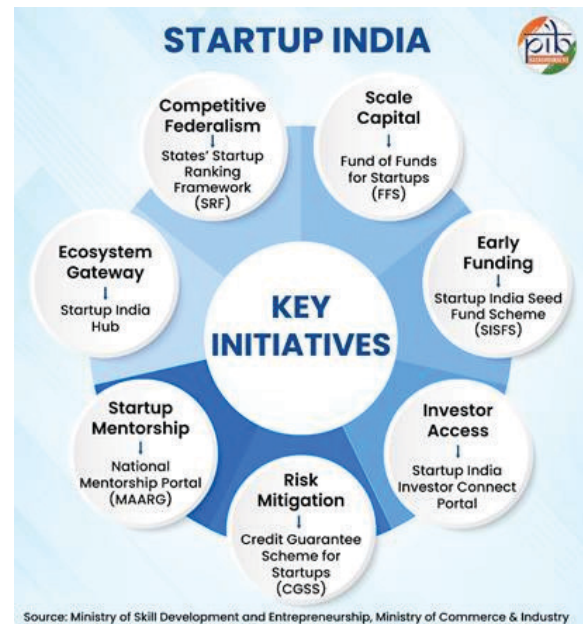 STARTUP INDIA
pib
Competitive
Federalism
States' Startup
Ranking
Framework
(SRF)
Scale
Capital
Fund of Funds
for Startups
(FFS)
Early
Funding
Startup India Seed
Fund Scheme
(SISFS)
Investor
Access
Startup India
Investor Connect
Portal
Risk
Mitigation
Credit Guarantee
Scheme for
Startups
(CGSS)
Startup
Mentorship
National
Mentorship Portal
(MAARG)
Ecosystem
Gateway
Startup India
Hub
KEY
INITIATIVES
Source: Ministry of Skill Development and Entrepreneurship, Ministry of Commerce & Industry